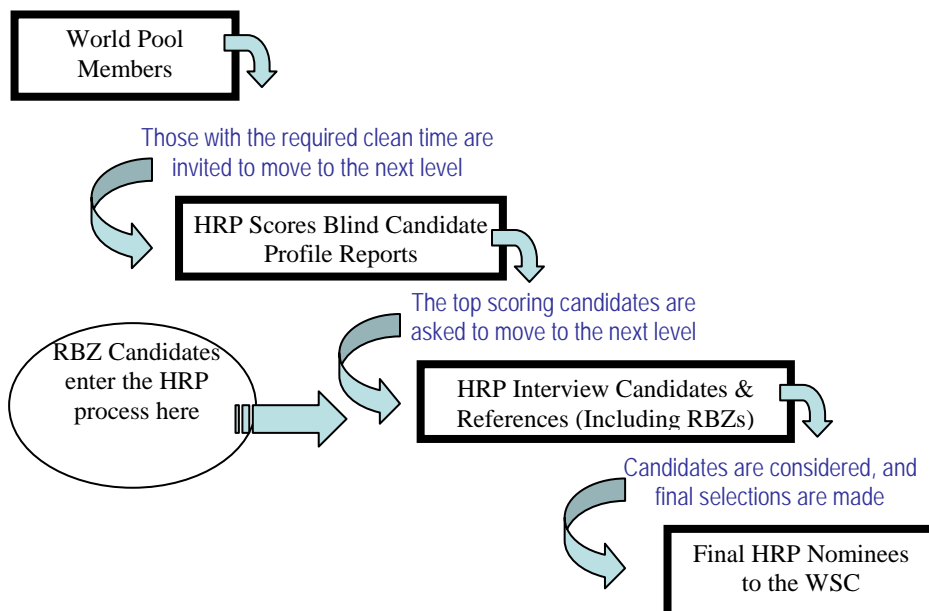 World Pool
Members
Those with the required clean time are
invited to move to the next level
HRP Scores Blind Candidate
Profile Reports
The top scoring candidates are
asked to move to the next level
RBZ Candidates
enter the HRP
process here
HRP Interview Candidates &
References (Including RBZs)
Candidates are considered, and
final selections are made
Final HRP Nominees
to the WSC